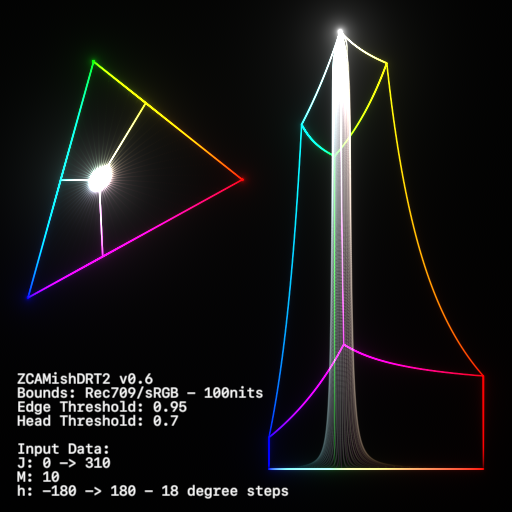 ZCAMishDRT2 v0.6
Bounds: Rec709/sRGB – 100nits
Edge Threshold: 0.95
Head Threshold: 0.7
Input Data:
J: 0 –> 310
M: 10
h: –180 –> 180 – 18 degree steps